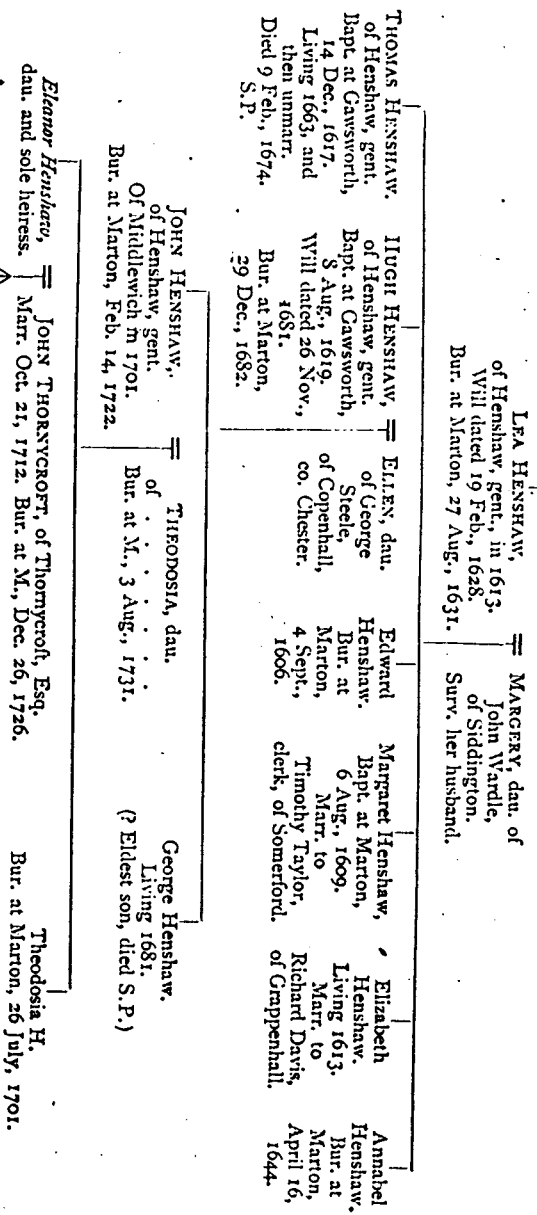 LEA HENSHAW,
of Henshaw, gent., in 1613.
Will dated 19 Feb., 1628.
Bur. at Marton, 27 Aug., 1631.
MARGERY, dau. of
John Wardle,
of Siddington.
Surv. her husband.
THOMAS HENSHAW.
of Henshaw, gent.
Bapt. at Gawsworth,
14 Dec., 1617.
Living 1663, and
then unmarr.
Died 9 Feb., 1674.
S.P.
HUGH HENSHAW,
of Henshaw, gent.
Bapt. at Gawsworth,
8 Aug., 1619.
Will dated 26 Nov.,
1681.
Bur. at Marton,
29 Dec., 1682.
ELLEN, dau.
of George
Steele,
of Copenhall,
co. Chester.
Edward
Henshaw.
Bur. at
Marton,
4 Sept.,
1606.
Margaret Henshaw,
Bapt. at Marton,
6 Aug., 1609.
Marr. to
Timothy Taylor,
clerk, of Somerford.
Elizabeth
Henshaw.
Living 1613.
Marr. to
Richard Davis,
of Grappenhall.
Annabel
Henshaw.
Bur. at
Marton,
April 16,
1644.
JOHN HENSHAW,
of Henshaw, gent.
Of Middlewich in 1701.
Bur. at Marton, Feb. 14, 1722.
THEODOSIA, dau.
of . . . . . . .
Bur. at M., 3 Aug., 1731.
George Henshaw.
Living 1681.
(? Eldest son, died S.P.)
Eleanor Henshaw,
dau. and sole heiress.
JOHN THORNYCROFT, of Thornycroft, Esq.
Marr. Oct. 21, 1712. Bur. at M., Dec. 26, 1726.
Theodosia H.
Bur. at Marton, 26 July, 1701.